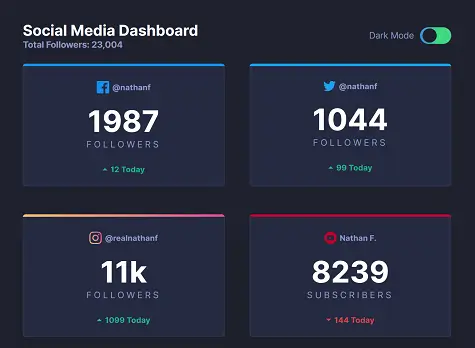 Social Media Dashboard
Total Followers: 23,004
Dark Mode
@nathanf
1987
FOLLOWERS
12 Today
@nathanf
1044
FOLLOWERS
99 Today
@realnathanf
11k
FOLLOWERS
1099 Today
Nathan F.
8239
SUBSCRIBERS
144 Today